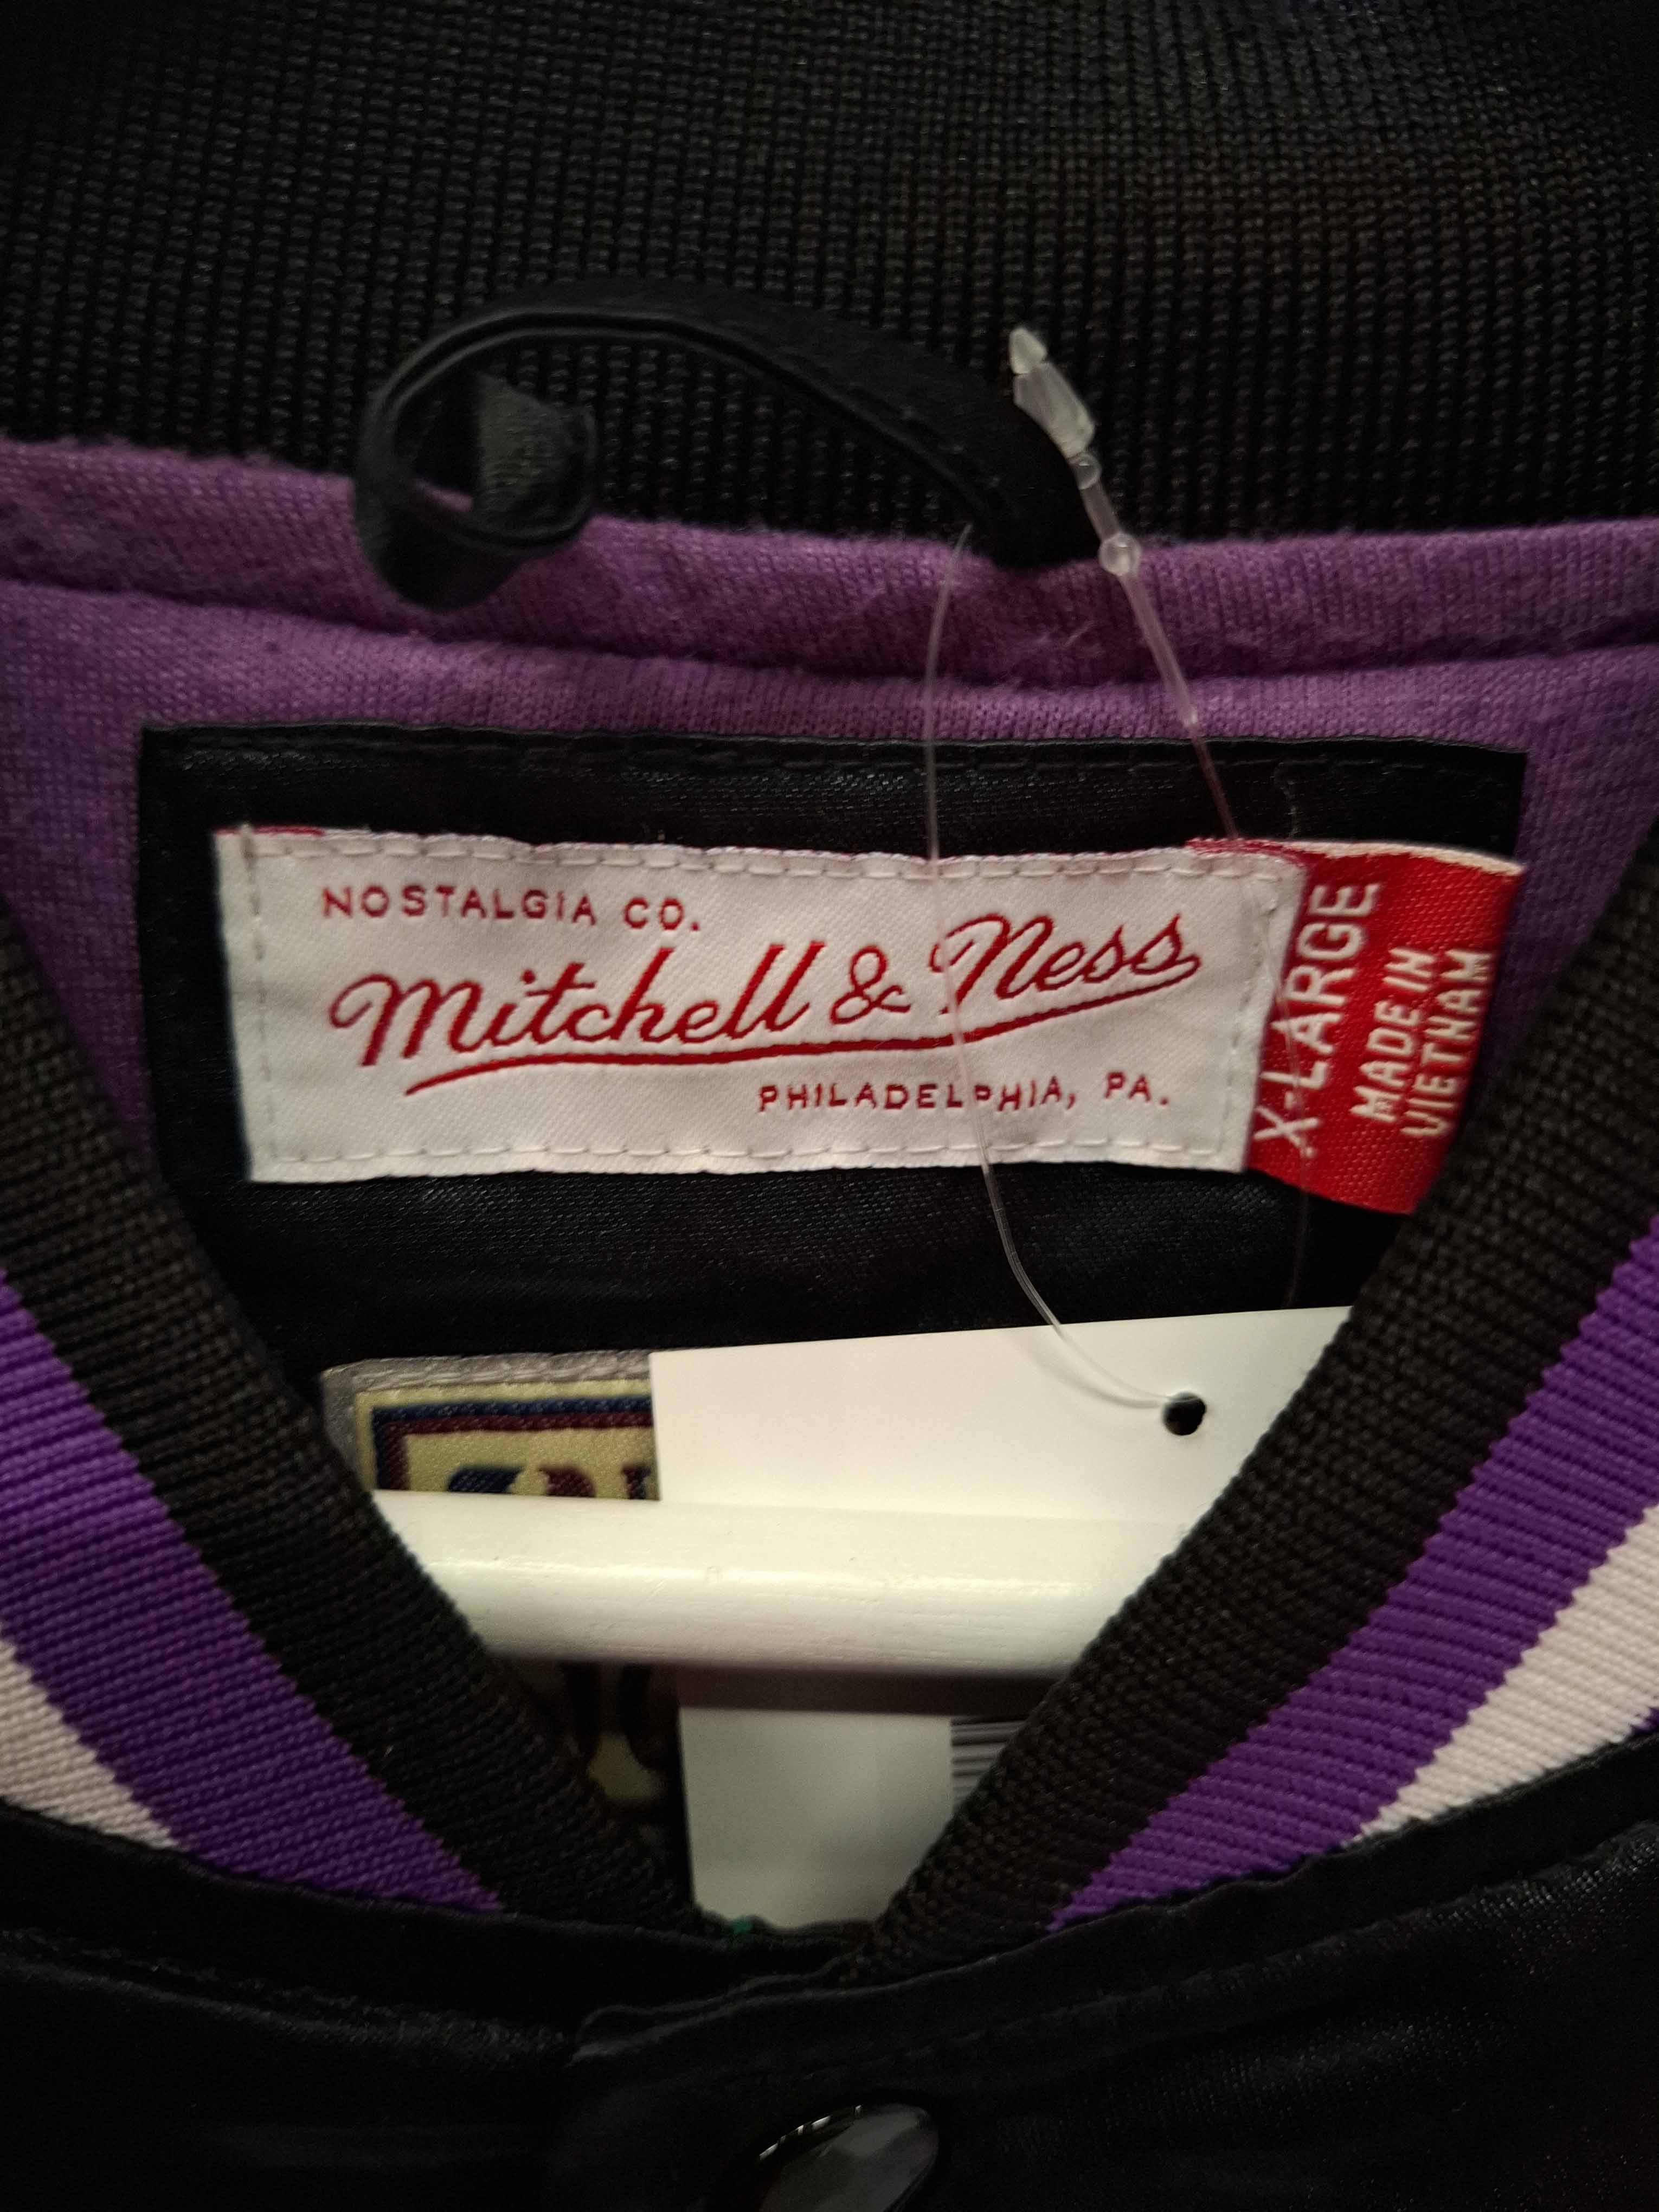 NOSTALGIA CO.
Mitchell & Ness
PHILADELPHIA, PA.
X-LARGE
MADE IN
VIETNAM